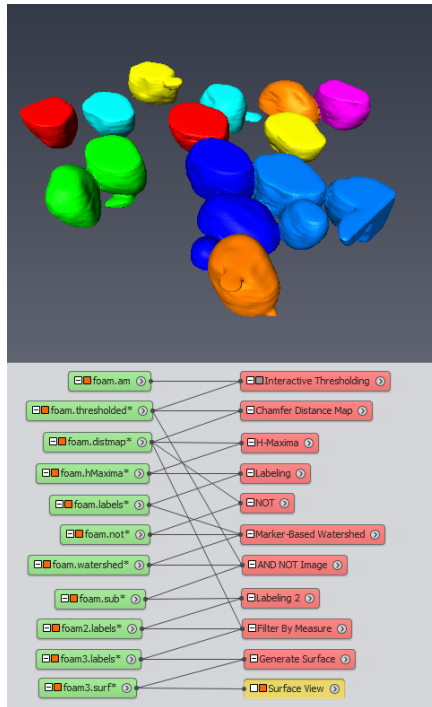 foam.am
Interactive Thresholding
foam.thresholded*
Chamfer Distance Map
foam.distmap*
H-Maxima
foam.hMaxima*
Labeling
foam.labels*
NOT
foam.not*
Marker-Based Watershed
foam.watershed*
AND NOT Image
foam.sub*
Labeling 2
foam2.labels*
Filter By Measure
foam3.labels*
Generate Surface
foam3.surf*
Surface View